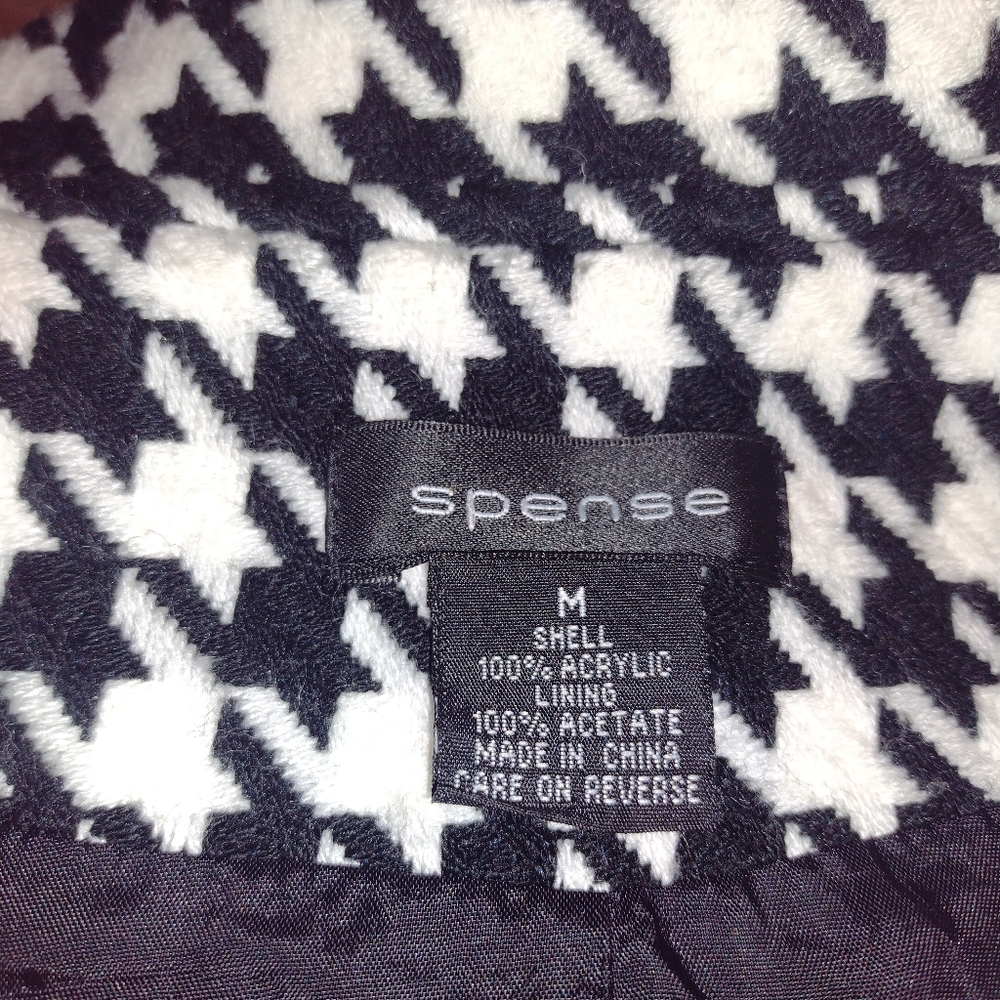 spense
M
SHELL
100% ACRYLIC
LINING
100% ACETATE
MADE IN CHINA
CARE ON REVERSE